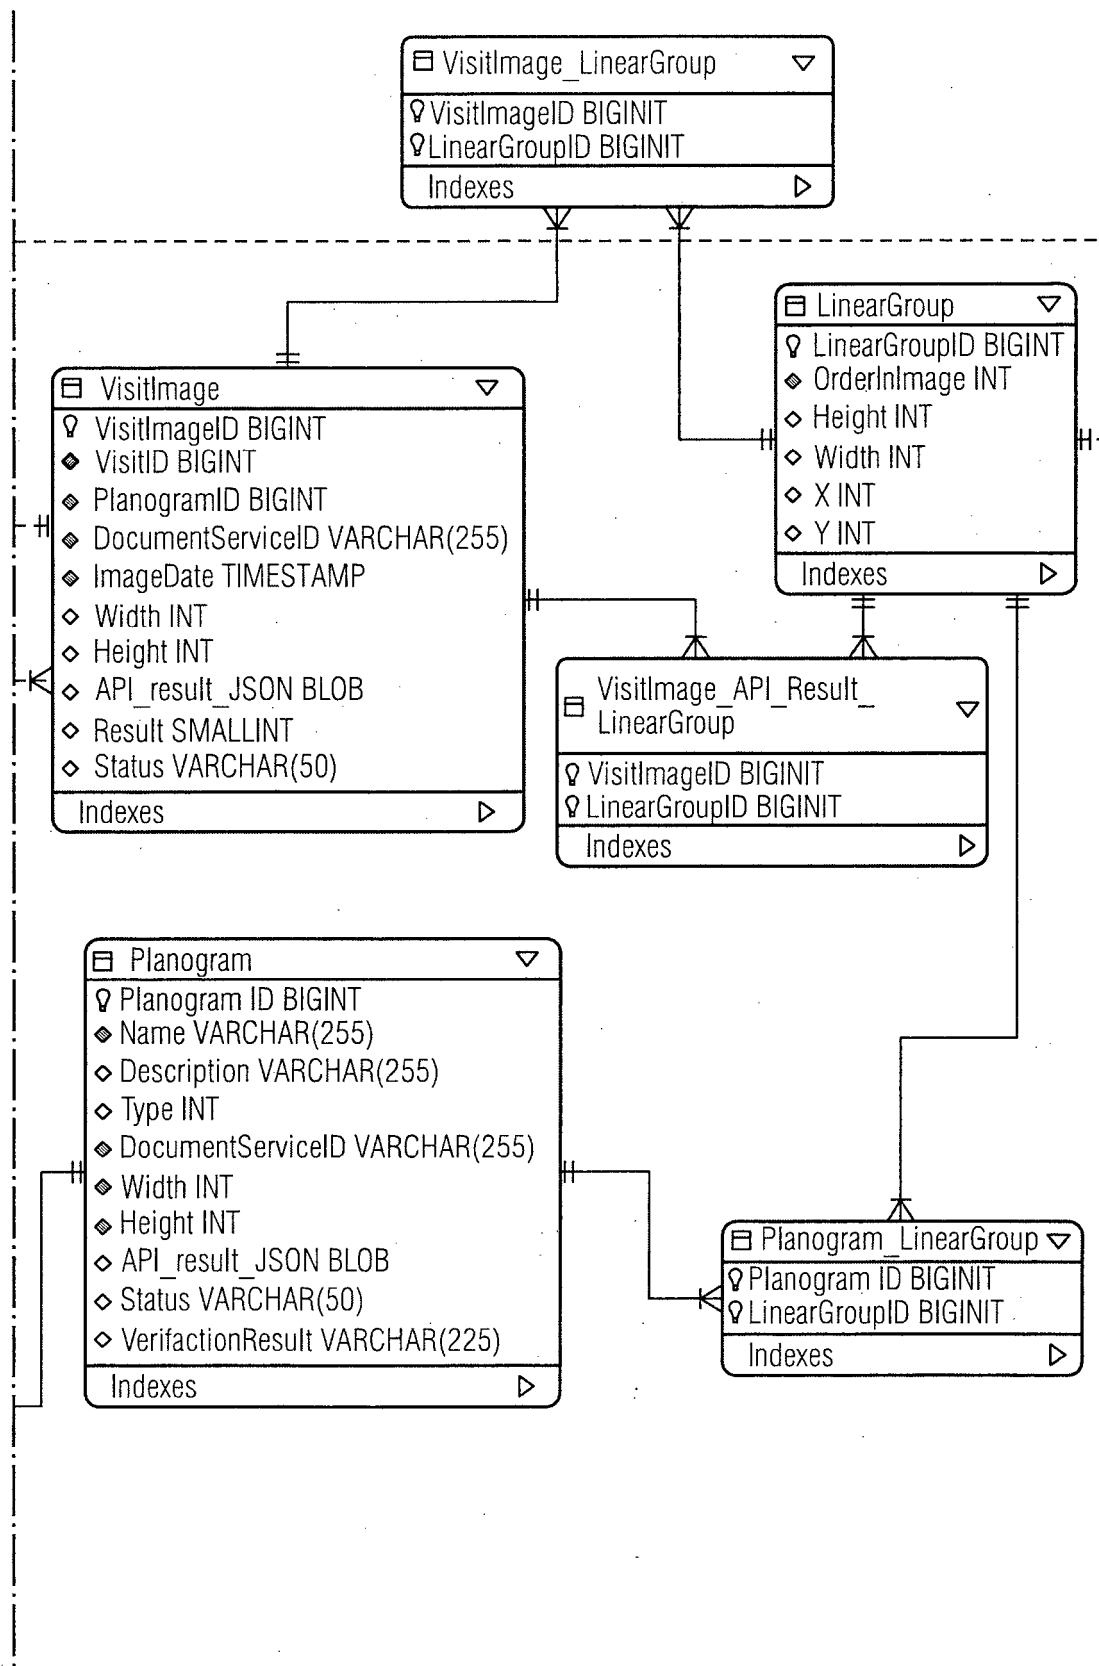 VisitImage_LinearGroup
VisitImageID BIGINIT
LinearGroupID BIGINIT
Indexes
LinearGroup
LinearGroupID BIGINT
OrderInImage INT
Height INT
Width INT
X INT
Y INT
Indexes
VisitImage
VisitImageID BIGINT
VisitID BIGINT
PlanogramID BIGINT
DocumentServiceID VARCHAR(255)
ImageDate TIMESTAMP
Width INT
Height INT
API_result_JSON BLOB
Result SMALLINT
Status VARCHAR(50)
Indexes
VisitImage_API_Result_
LinearGroup
VisitImageID BIGINIT
LinearGroupID BIGINIT
Indexes
Planogram
Planogram ID BIGINT
Name VARCHAR(255)
Description VARCHAR(255)
Type INT
DocumentServiceID VARCHAR(255)
Width INT
Height INT
API_result_JSON BLOB
Status VARCHAR(50)
VerifactionResult VARCHAR(225)
Indexes
Planogram_LinearGroup
Planogram ID BIGINIT
LinearGroupID BIGINIT
Indexes